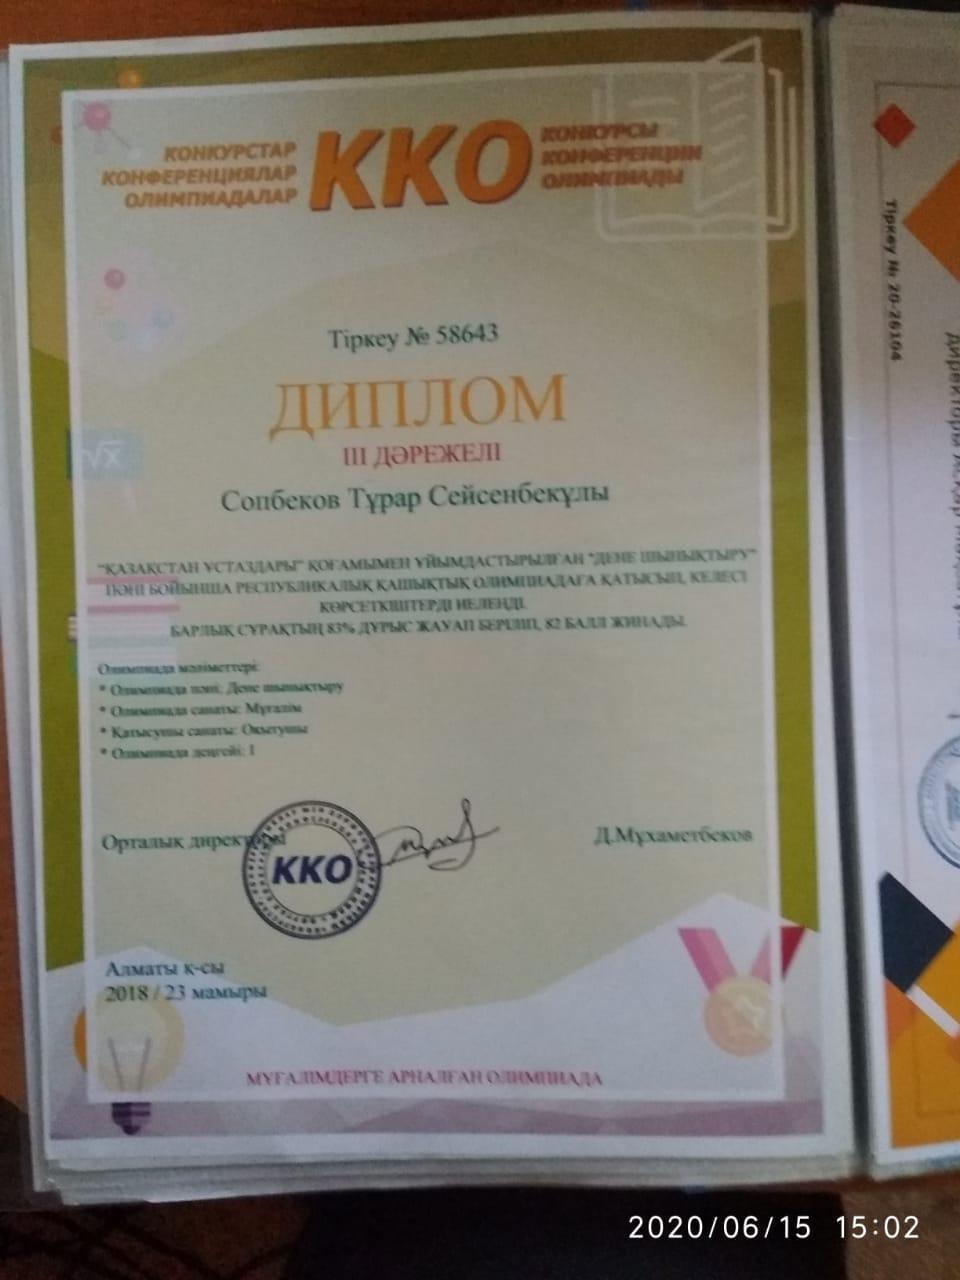 КОНКУРСТАР
КОНФЕРЕНЦИЯЛАР
ОЛИМПИАДАЛАР
ККО
КОНКУРСЫ
КОНФЕРЕНЦИИ
ОЛИМПИАДЫ
Тіркеу № 58643
ДИПЛОМ
III ДӘРЕЖЕЛІ
Сопбеков Тұрар Сейсенбекұлы
"ҚАЗАҚСТАН ҰСТАЗДАРЫ" ҚОҒАМЫМЕН ҰЙЫМДАСТЫРЫЛҒАН "ДЕНЕ ШЫНЫҚТЫРУ"
ПӘНІ БОЙЫНША РЕСПУБЛИКАЛЫҚ ҚАШЫҚТЫҚ ОЛИМПИАДАҒА ҚАТЫСЫП, КЕЛЕСІ
КӨРСЕТКІШТЕРДІ ИЕЛЕНДІ.
БАРЛЫҚ СҰРАҚТЫҢ 83% ДҰРЫС ЖАУАП БЕРІЛІП, 82 БАЛЛ ЖИНАДЫ.
Олимпиада мәліметтері:
* Олимпиада пәні: Дене шынықтыру
* Олимпиада санаты: Мұғалім
* Қатысушы санаты: Оқытушы
* Олимпиада деңгейі: 1
Орталық директоры
ККО
Д.Мұхаметбеков
Алматы қ-сы
2018 / 23 мамыры
МҰҒАЛІМДЕРГЕ АРНАЛҒАН ОЛИМПИАДА
√x
Тіркеу № 20-26104
2020/06/15 15:02